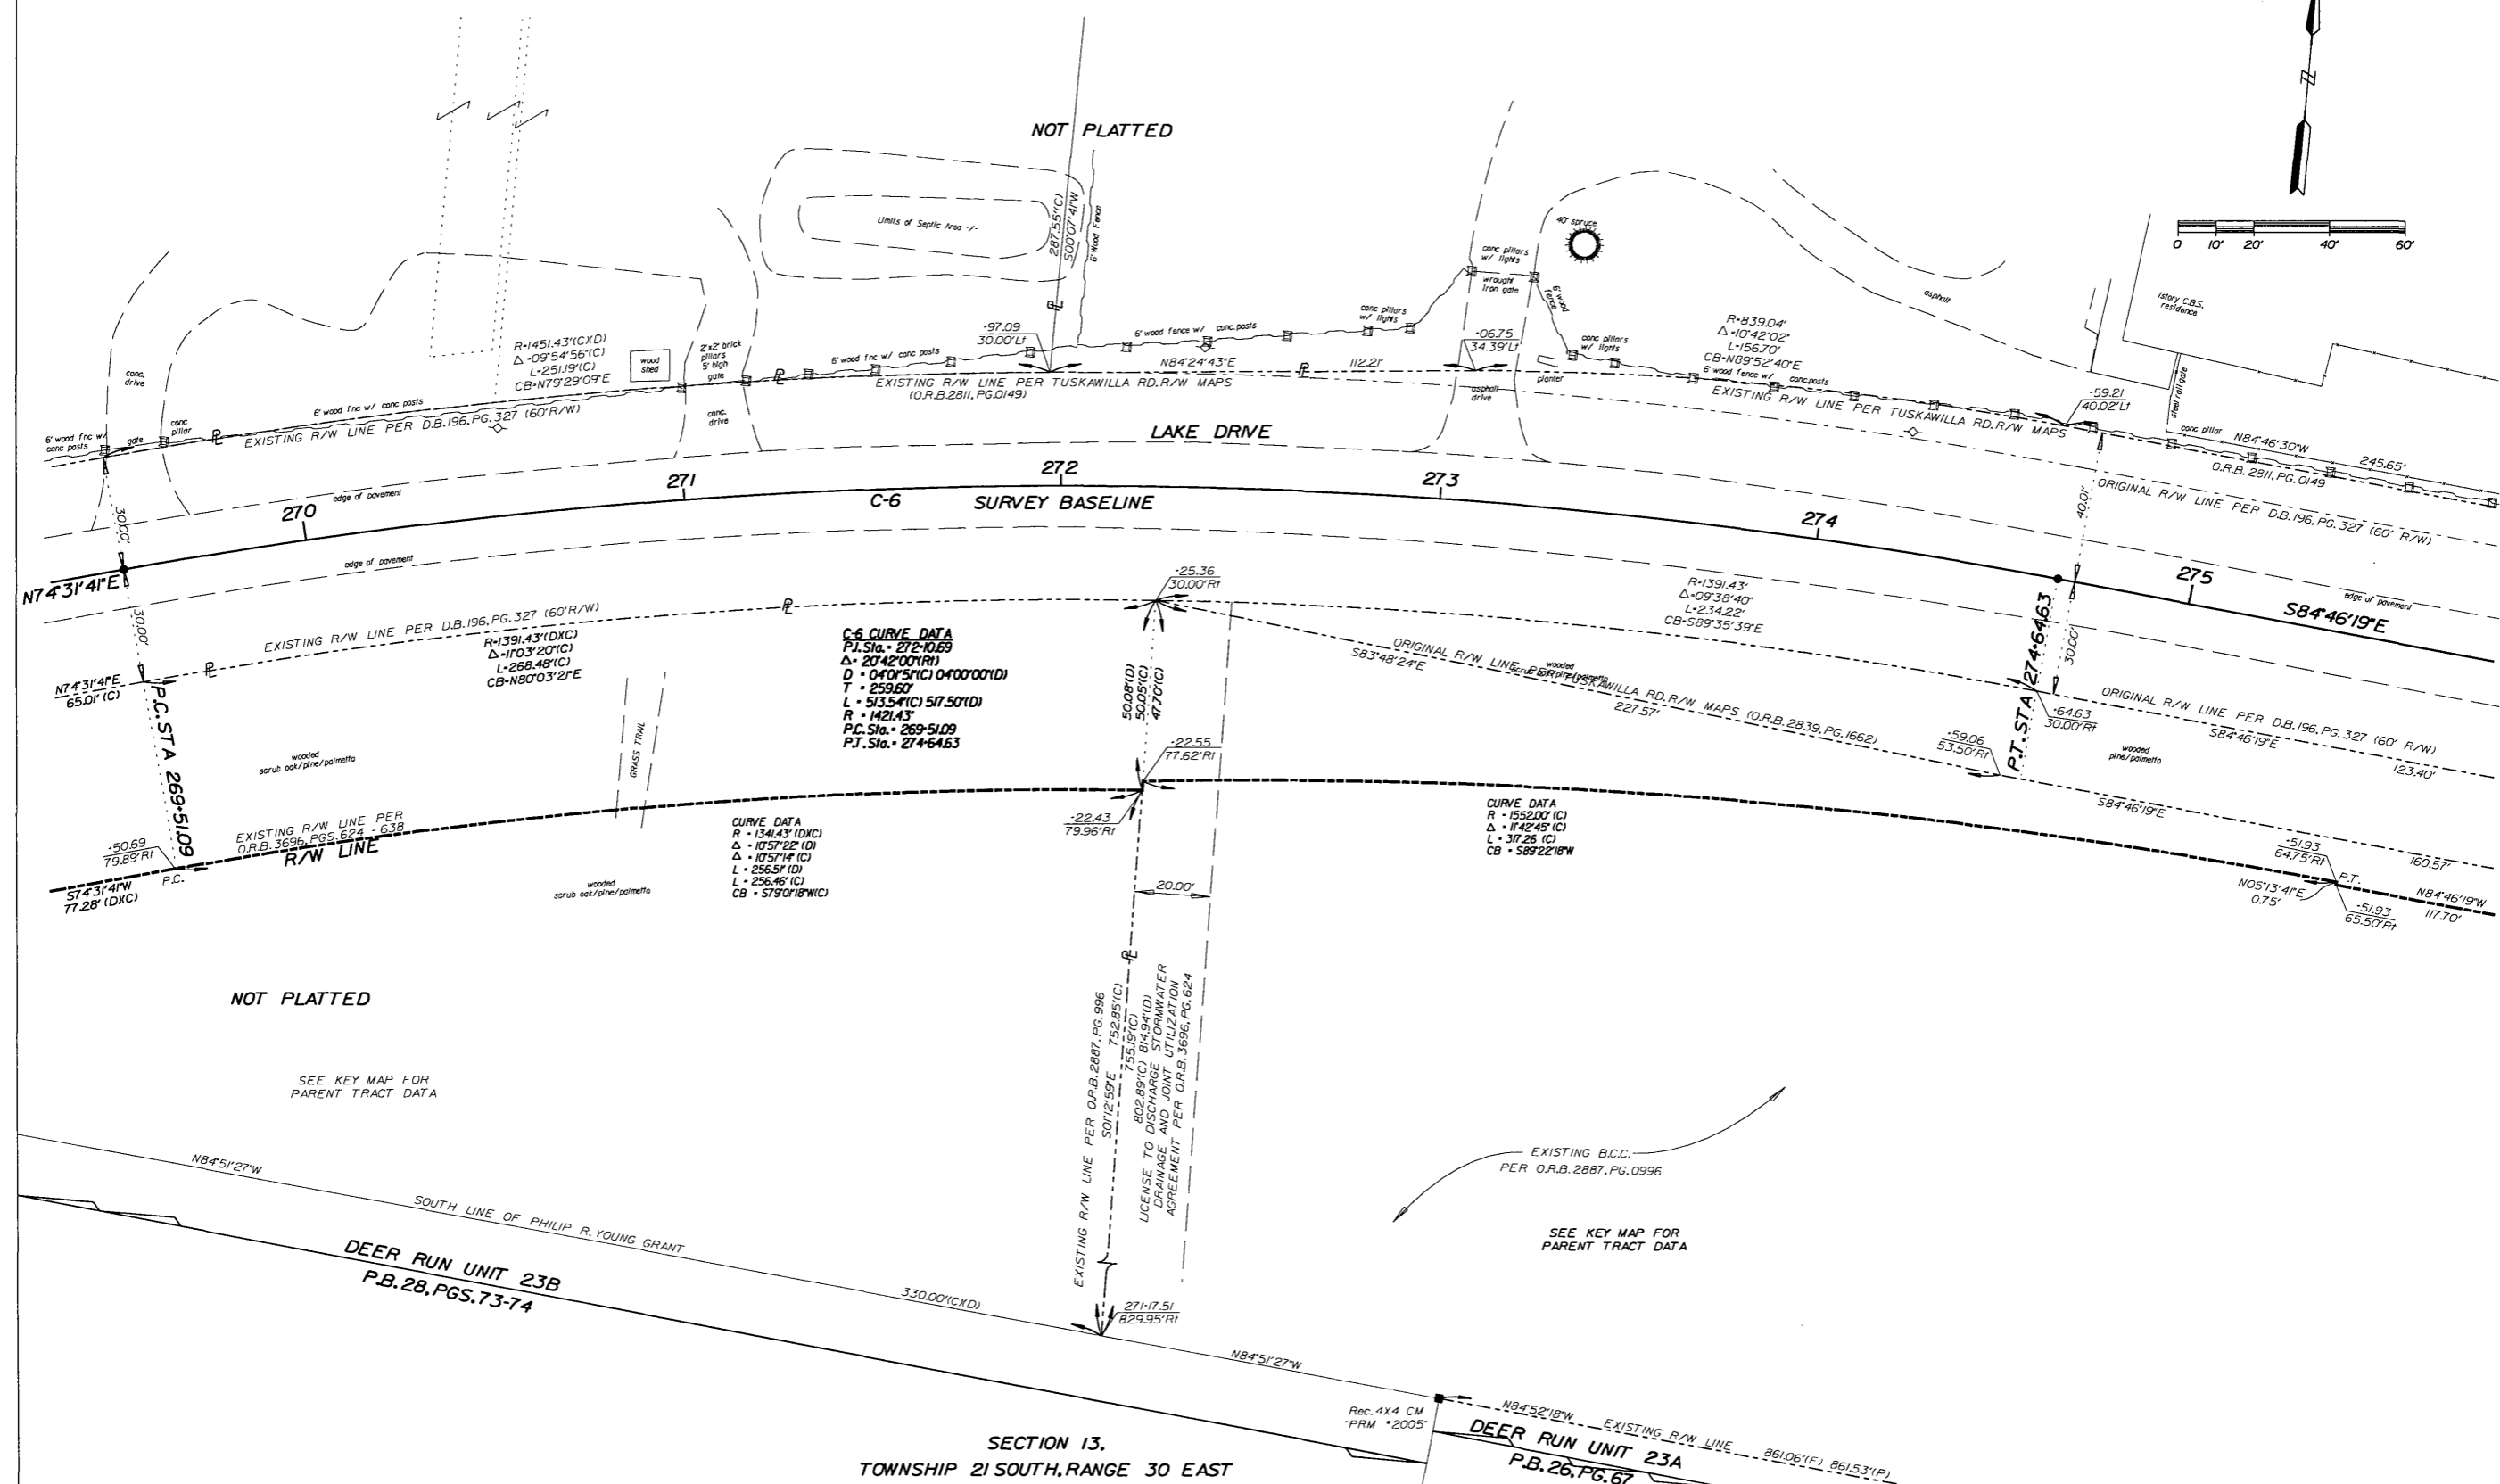 NOT PLATTED
Limits of Septic Area +/-
287.55'(C)
S00°07'41"W
6' Wood Fence
40" spruce
conc pillars
w/ lights
wrought
iron gate
6' wood
fence
0 10' 20' 40' 60'
asphalt
1story C.B.S.
residence
steel rail gate
conc.
drive
R=1451.43'(C)(D)
Δ=09°54'56"(C)
L=251.19'(C)
CB=N79°29'09"E
wood
shed
2'x2' brick
pillars
5' high
gate
+97.09
30.00'Lt
6' wood fence w/ conc.posts
conc pillars
w/ lights
+06.75
34.39'Lt
conc pillars
w/ lights
R=839.04'
Δ=10°42'02"
L=156.70'
CB=N89°52'40"E
6' wood fnc w/ conc posts
N84°24'43"E
112.21'
EXISTING R/W LINE PER TUSKAWILLA RD.R/W MAPS
(O.R.B.2811, PG.0149)
asphalt
drive
planter
6' wood fence w/ conc.posts
EXISTING R/W LINE PER TUSKAWILLA RD.R/W MAPS
+59.21
40.02'Lt
conc pillar
N84°46'30"W
245.65'
O.R.B. 2811, PG.0149
6' wood fnc w/
conc posts
gate
conc
pillar
6' wood fnc w/ conc posts
EXISTING R/W LINE PER D.B.196, PG.327 (60'R/W)
conc.
drive
LAKE DRIVE
ORIGINAL R/W LINE PER D.B.196, PG.327 (60' R/W)
edge of pavement
270
271
272
273
274
275
C-6
SURVEY BASELINE
30.00'
40.01'
N74°31'41"E
edge of pavement
edge of pavement
S84°46'19"E
30.00'
30.00'
EXISTING R/W LINE PER D.B.196, PG.327 (60'R/W)
R=1391.43'(D)(C)
Δ=11°03'20"(C)
L=268.48'(C)
CB=N80°03'21"E
N74°31'41"E
65.01' (C)
P.C.STA 269+51.09
C-6 CURVE DATA
P.I.Sta.= 272+10.69
Δ= 20°42'00"(Rt)
D = 04°01'51"(C) 04°00'00"(D)
T = 259.60'
L = 513.54'(C) 517.50'(D)
R = 1421.43'
P.C.Sta.= 269+51.09
P.T.Sta.= 274+64.63
+25.36
30.00'Rt
50.08'(D)
50.05'(C)
47.70'(C)
R=1391.43'
Δ=09°38'40"
L=234.22'
CB=S89°35'39"E
S83°48'24"E
ORIGINAL R/W LINE PER TUSKAWILLA RD.R/W MAPS (O.R.B.2839, PG.1662)
wooded
scrub oak/pine/palmetto
227.57'
+59.06
53.50'Rt
P.T.STA 274+64.63
+64.63
30.00'Rt
ORIGINAL R/W LINE PER D.B.196, PG.327 (60' R/W)
S84°46'19"E
123.40'
wooded
pine/palmetto
S84°46'19"E
160.57'
wooded
scrub oak/pine/palmetto
GRASS TRAIL
+22.55
77.62'Rt
+22.43
79.96'Rt
EXISTING R/W LINE PER
O.R.B. 3696, PGS.624 - 638
R/W LINE
+50.69
79.89'Rt
P.C.
S74°31'41"W
77.28' (D)(C)
CURVE DATA
R = 1341.43' (D)(C)
Δ = 10°57'22" (D)
Δ = 10°57'14" (C)
L = 256.51' (D)
L = 256.46' (C)
CB = S79°01'18"W(C)
wooded
scrub oak/pine/palmetto
CURVE DATA
R = 1552.00' (C)
Δ = 11°42'45" (C)
L = 317.26 (C)
CB = S89°22'18"W
20.00'
+51.93
64.75'Rt
N05°13'41"E
0.75'
P.T.
+51.93
65.50'Rt
N84°46'19"W
117.70'
NOT PLATTED
SEE KEY MAP FOR
PARENT TRACT DATA
EXISTING R/W LINE PER O.R.B.2887, PG.996
S01°12'59"E 752.85'(C)
755.19'(C)
802.89'(C) 814.94'(D)
LICENSE TO DISCHARGE STORMWATER
DRAINAGE AND JOINT UTILIZATION
AGREEMENT PER O.R.B.3696, PG.624
EXISTING B.C.C.
PER O.R.B. 2887, PG.0996
SEE KEY MAP FOR
PARENT TRACT DATA
N84°51'27"W
SOUTH LINE OF PHILIP R. YOUNG GRANT
330.00'(C)(D)
271+17.51
829.95'Rt
N84°51'27"W
DEER RUN UNIT 23B
P.B. 28, PGS. 73-74
Rec. 4X4 CM
"PRM #2005"
N84°52'18"W
EXISTING R/W LINE
861.06'(F) 861.53'(P)
DEER RUN UNIT 23A
P.B. 26, PG. 67
SECTION 13,
TOWNSHIP 21 SOUTH, RANGE 30 EAST